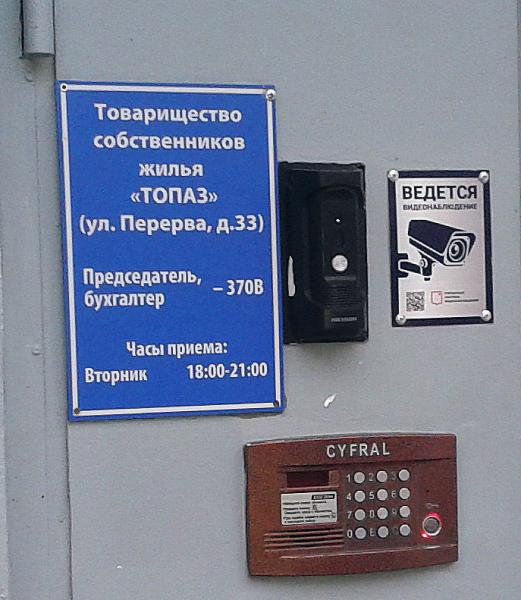 Товарищество
собственников
жилья
«ТОПАЗ»
(ул. Перерва, д.33)
Председатель,
бухгалтер
– 370В
Часы приема:
Вторник 18:00-21:00
ВЕДЕТСЯ
ВИДЕОНАБЛЮДЕНИЕ
HIKVISION
CYFRAL
1 2 3
4 5 6
7 8 9
0